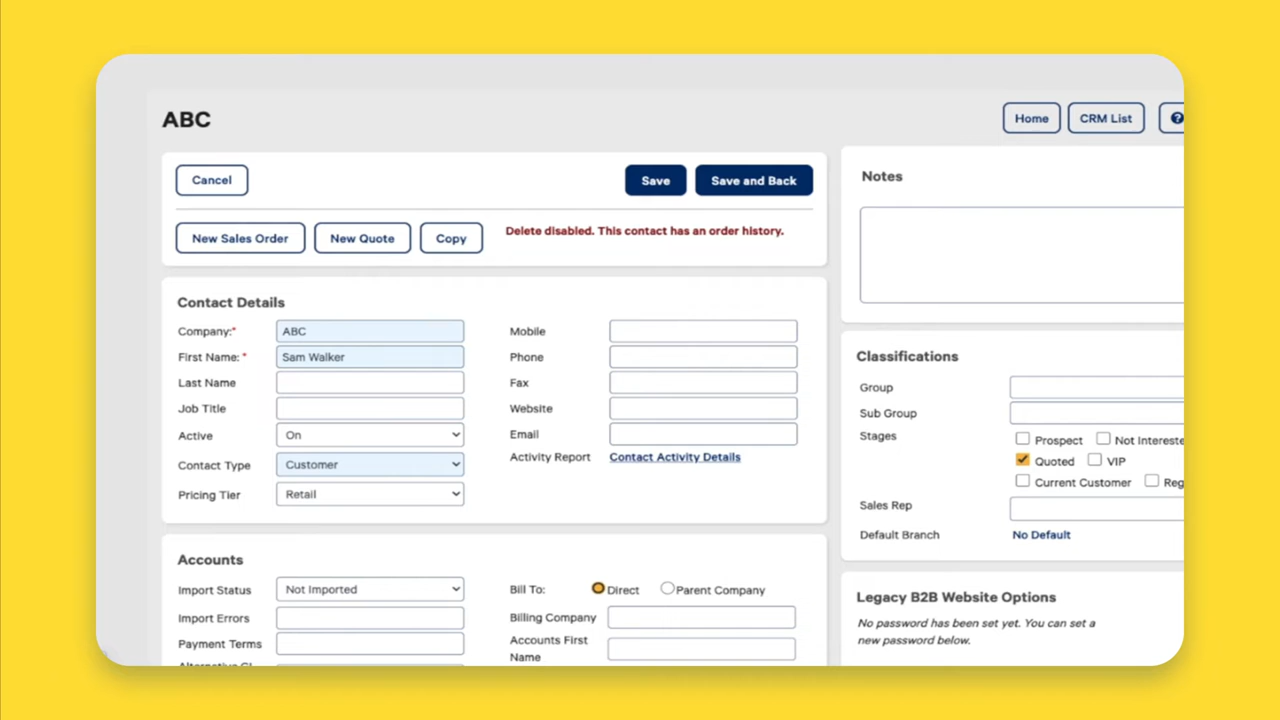 ABC
Home
CRM List
?
Cancel
Save
Save and Back
New Sales Order
New Quote
Copy
Delete disabled. This contact has an order history.
Contact Details
Company:* ABC
First Name: * Sam Walker
Last Name
Job Title
Active On
Contact Type Customer
Pricing Tier Retail
Mobile
Phone
Fax
Website
Email
Activity Report Contact Activity Details
Accounts
Import Status Not Imported
Import Errors
Payment Terms
Bill To: Direct Parent Company
Billing Company
Accounts First
Name
Notes
Classifications
Group
Sub Group
Stages
Prospect Not Intereste
Quoted VIP
Current Customer Reg
Sales Rep
Default Branch No Default
Legacy B2B Website Options
No password has been set yet. You can set a
new password below.